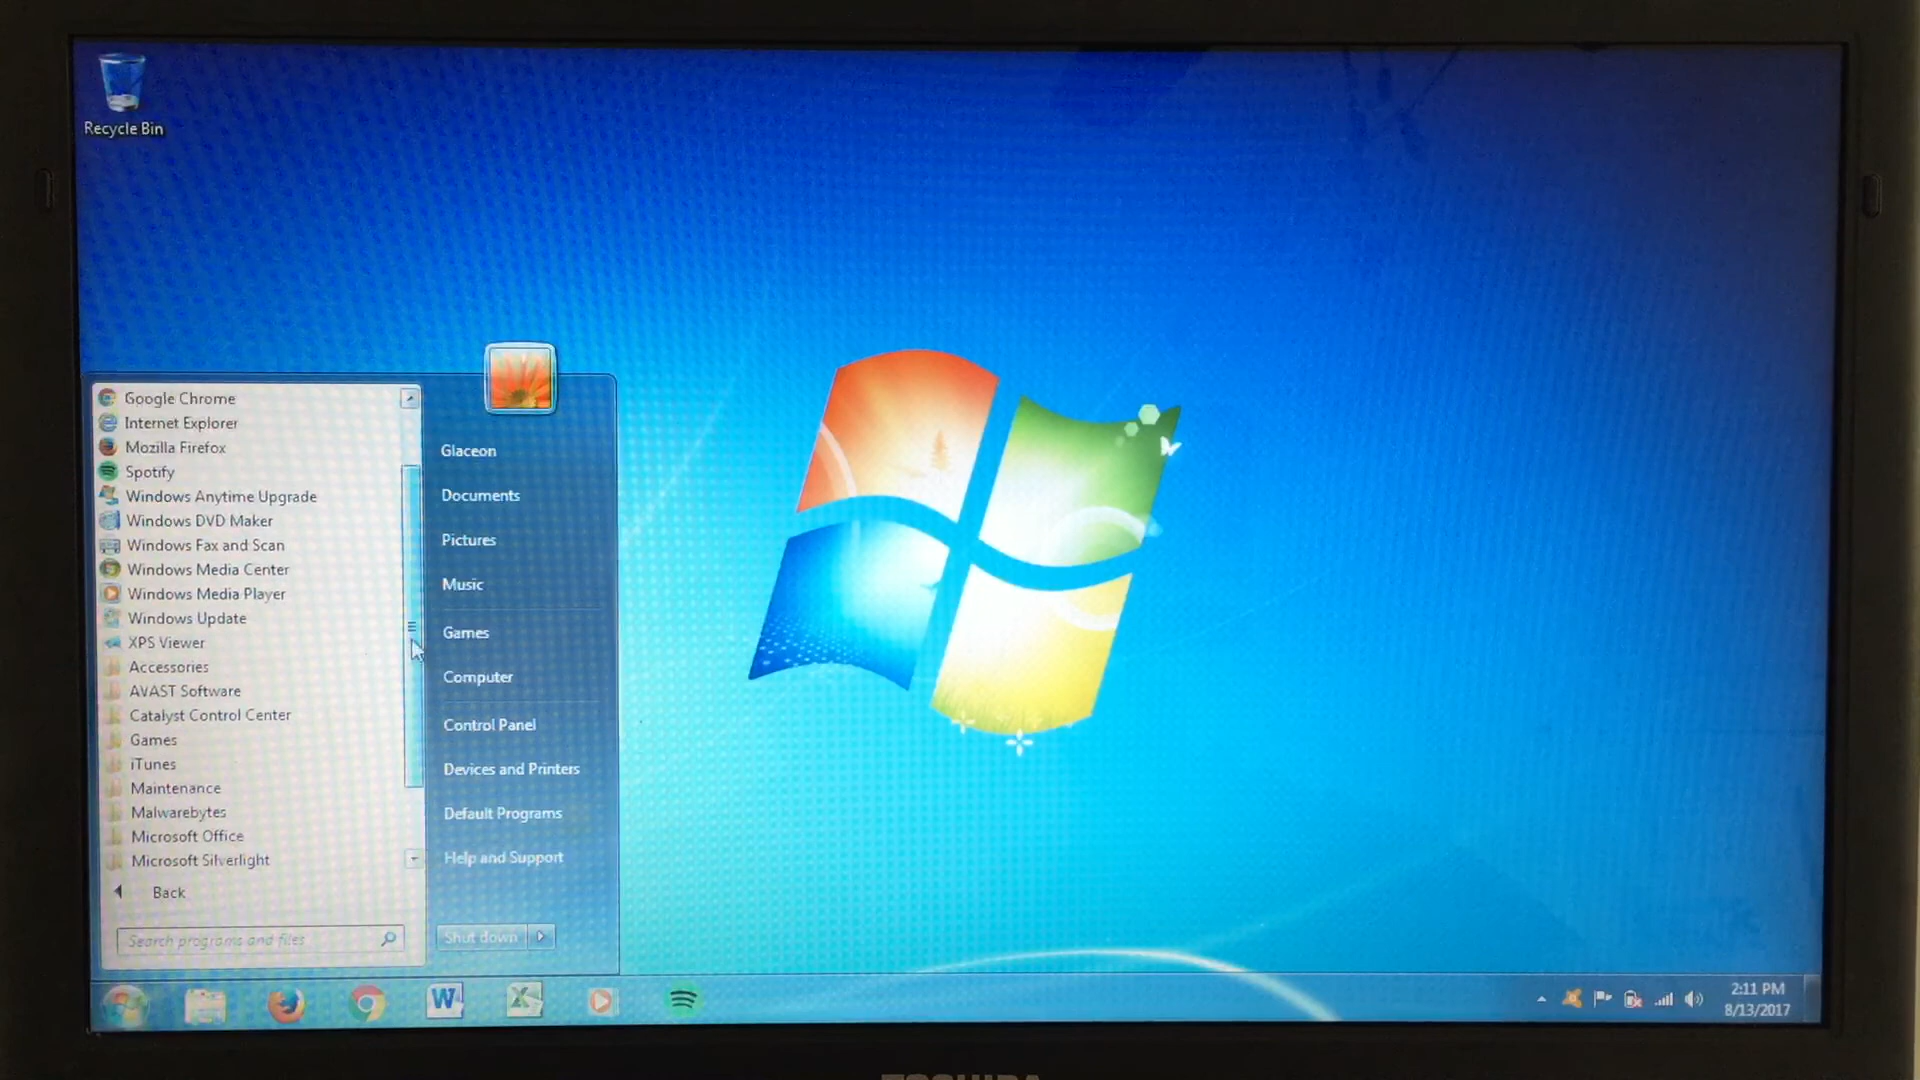 Recycle Bin
Google Chrome
Internet Explorer
Mozilla Firefox
Spotify
Windows Anytime Upgrade
Windows DVD Maker
Windows Fax and Scan
Windows Media Center
Windows Media Player
Windows Update
XPS Viewer
Accessories
AVAST Software
Catalyst Control Center
Games
iTunes
Maintenance
Malwarebytes
Microsoft Office
Microsoft Silverlight
Back
Search programs and files
Glaceon
Documents
Pictures
Music
Games
Computer
Control Panel
Devices and Printers
Default Programs
Help and Support
Shut down
2:11 PM
8/13/2017
TOSHIBA